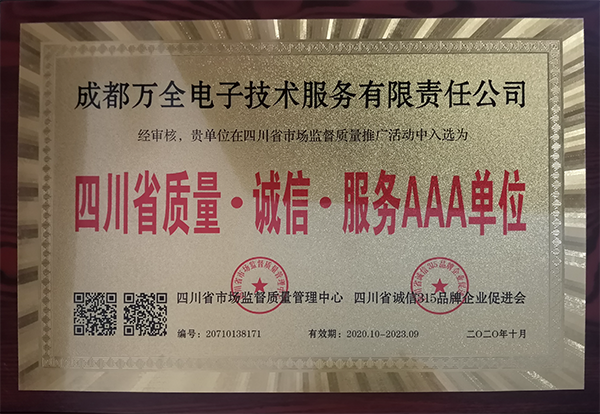 成都万全电子技术服务有限责任公司
经审核，贵单位在四川省市场监督质量推广活动中入选为
四川省质量·诚信·服务AAA单位
四川省市场监督质量管理中心 四川省诚信315品牌企业促进会
编号：20710138171 有效期：2020.10-2023.09 二〇二〇年十月